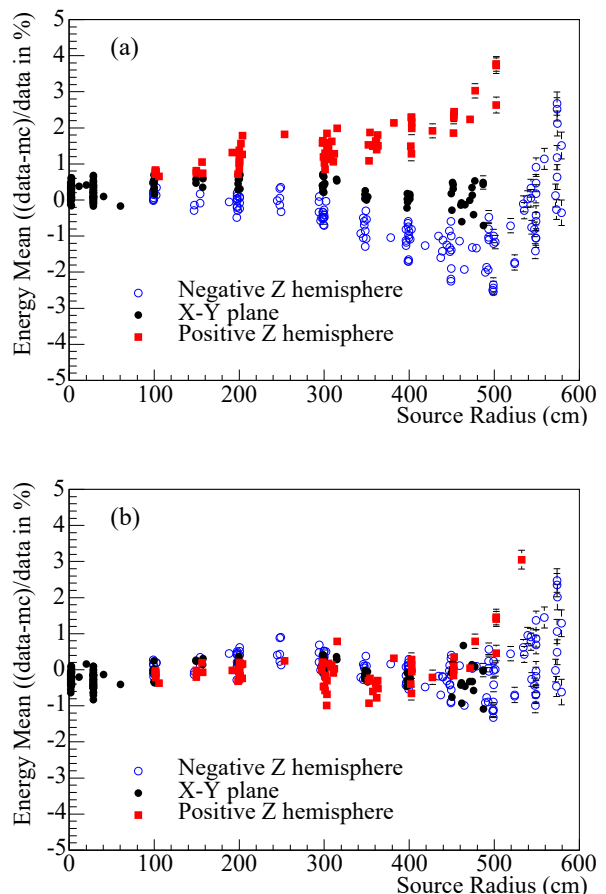 (a)
Energy Mean ((data-mc)/data in %)
5
4
3
2
1
0
-1
-2
-3
-4
-5
Negative Z hemisphere
X-Y plane
Positive Z hemisphere
0 100 200 300 400 500 600
Source Radius (cm)
(b)
Energy Mean ((data-mc)/data in %)
5
4
3
2
1
0
-1
-2
-3
-4
-5
Negative Z hemisphere
X-Y plane
Positive Z hemisphere
0 100 200 300 400 500 600
Source Radius (cm)